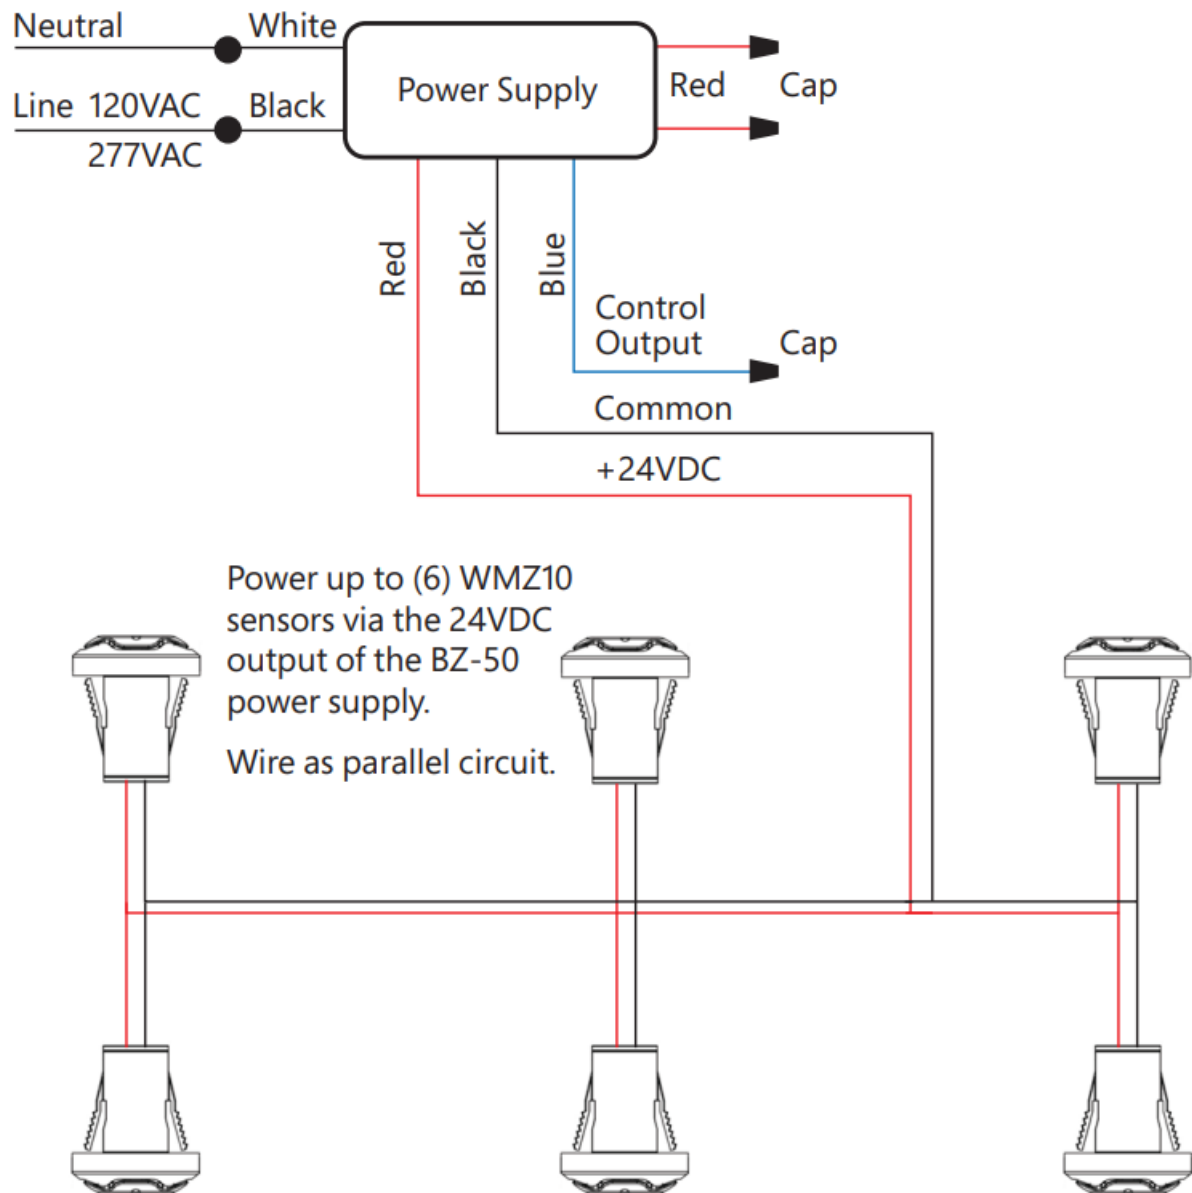 Neutral
White
Line 120VAC
Black
277VAC
Power Supply
Red
Cap
Red
Black
Blue
Control
Output
Cap
Common
+24VDC
Power up to (6) WMZ10
sensors via the 24VDC
output of the BZ-50
power supply.
Wire as parallel circuit.